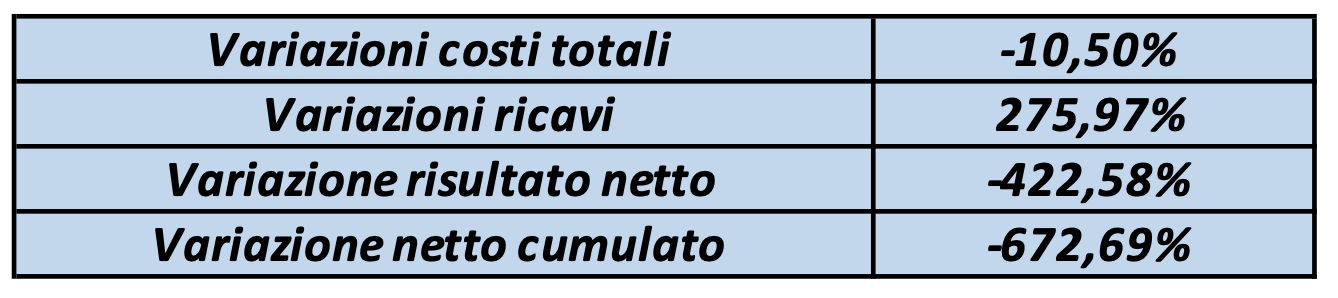 Variazioni costi totali -10,50%
Variazioni ricavi 275,97%
Variazione risultato netto -422,58%
Variazione netto cumulato -672,69%